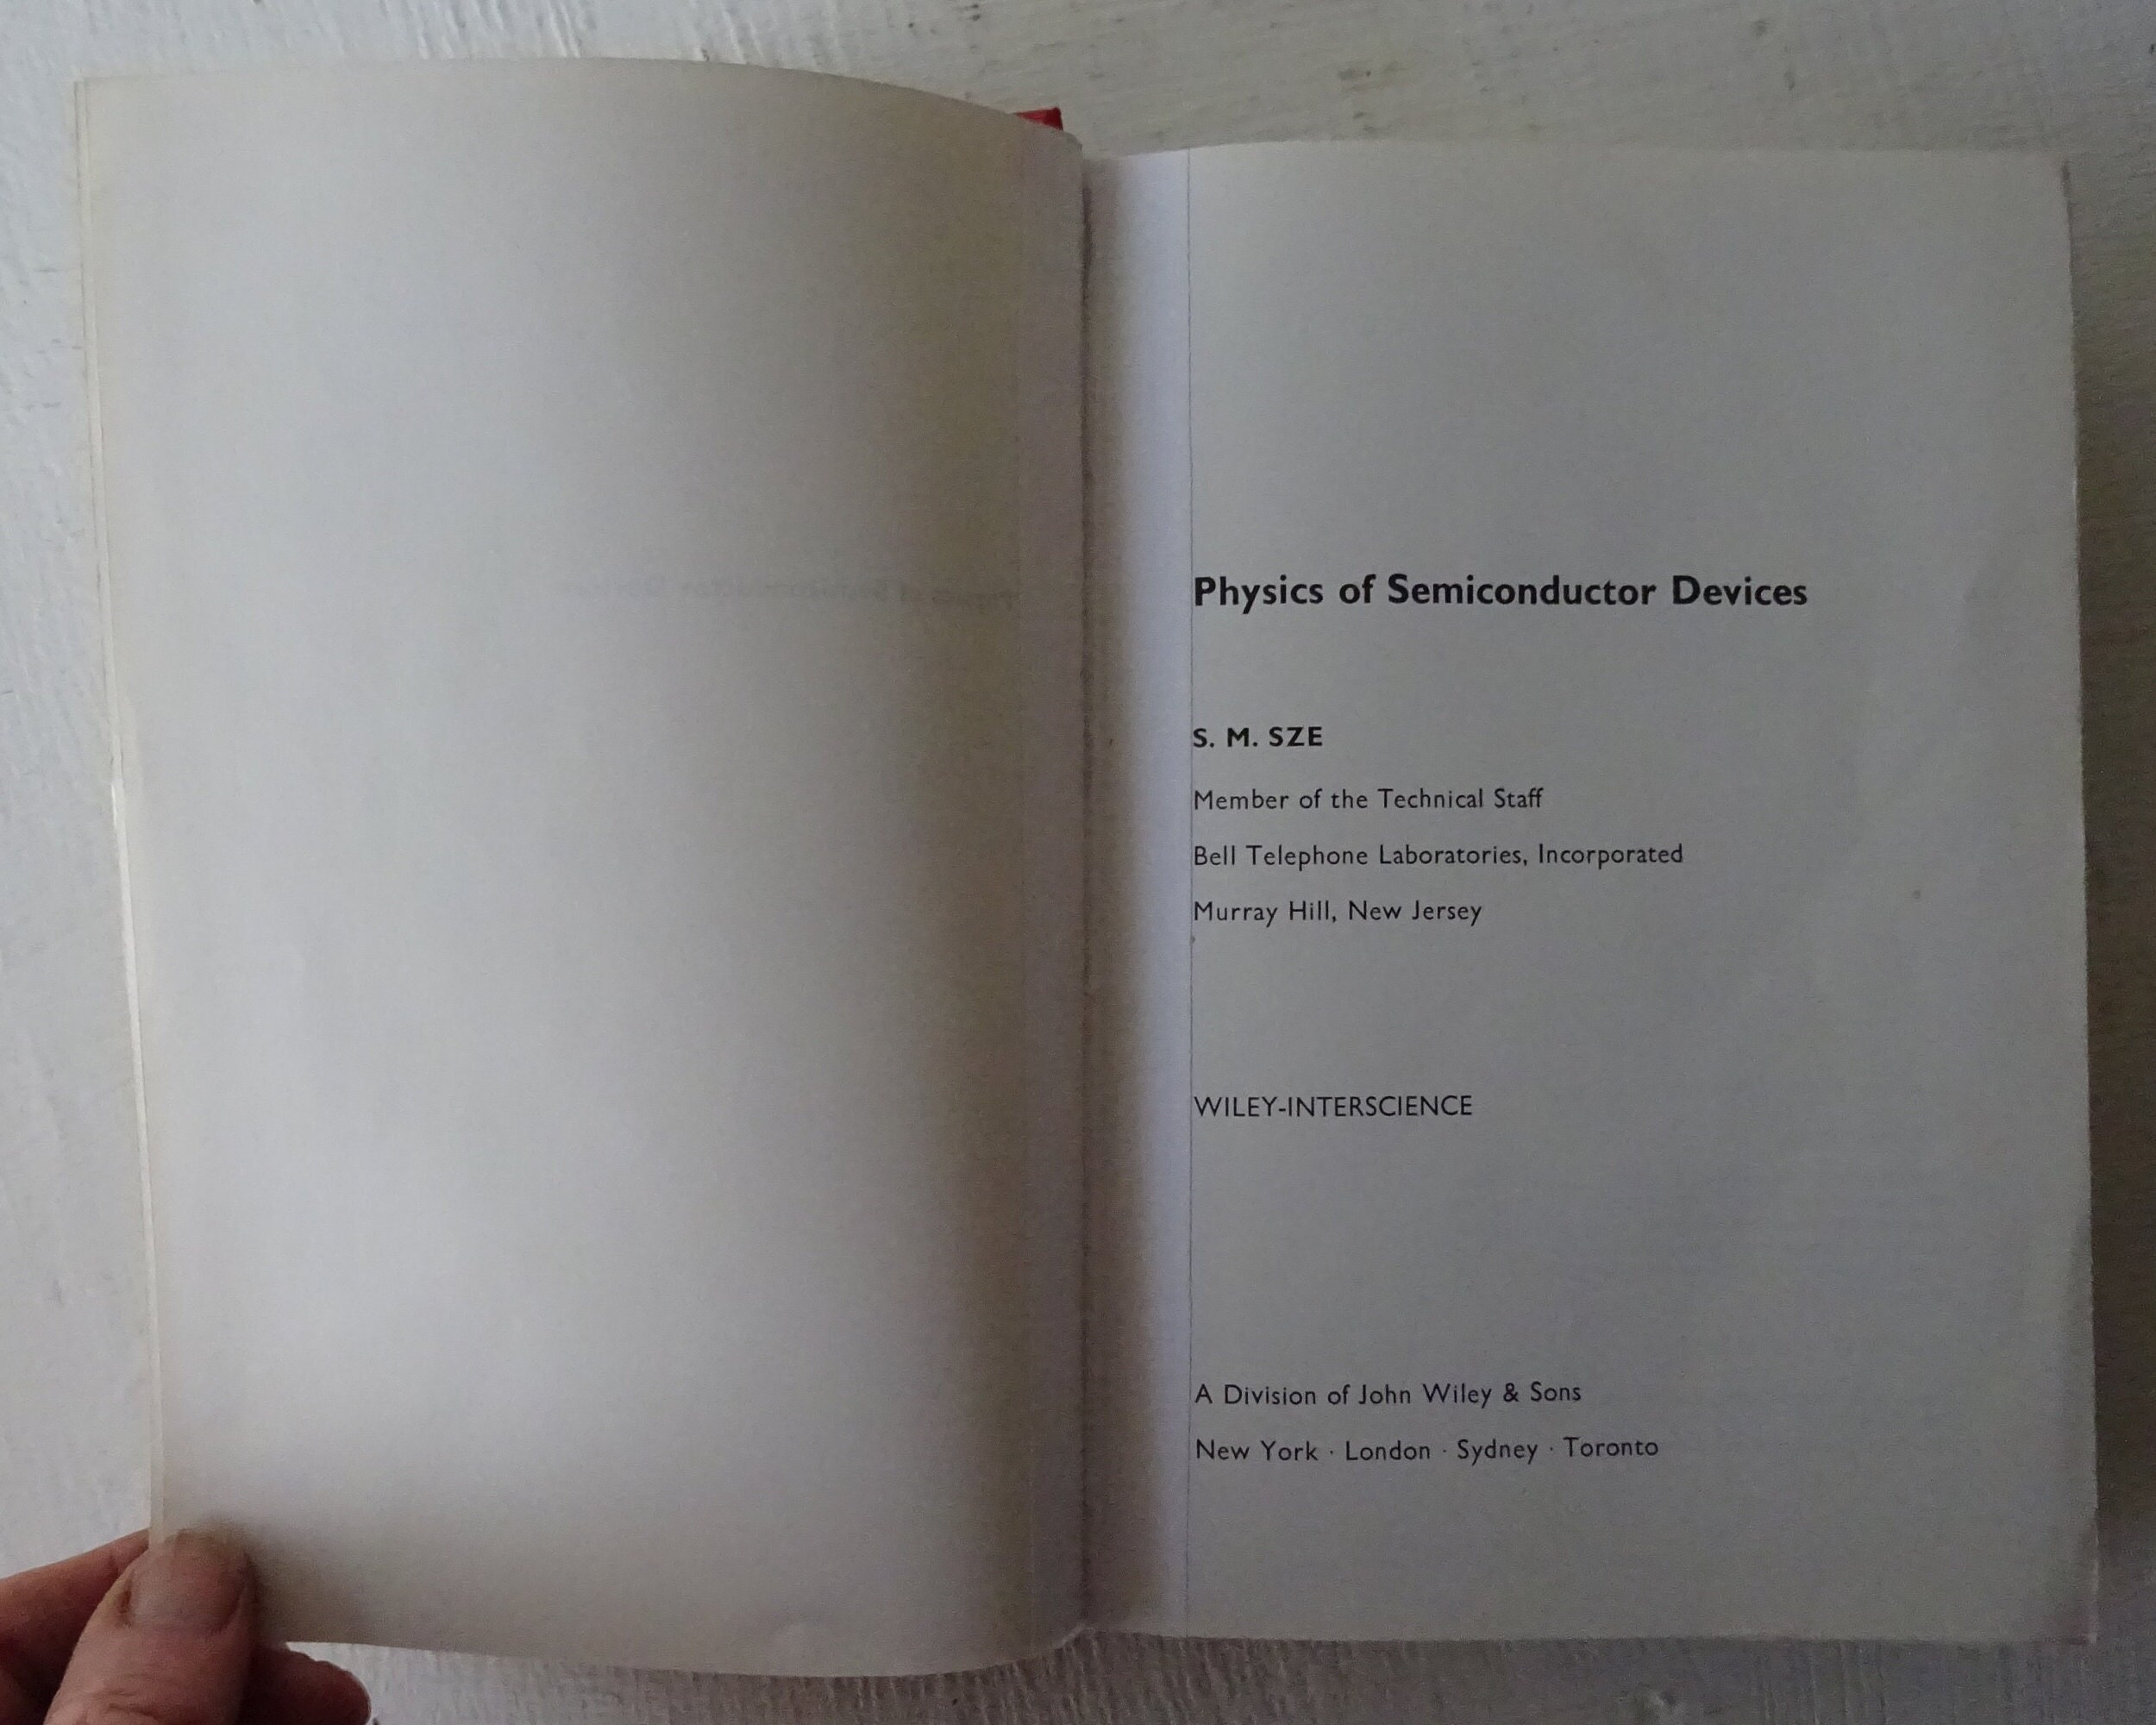 Physics of Semiconductor Devices
S. M. SZE
Member of the Technical Staff
Bell Telephone Laboratories, Incorporated
Murray Hill, New Jersey
WILEY-INTERSCIENCE
A Division of John Wiley & Sons
New York · London · Sydney · Toronto